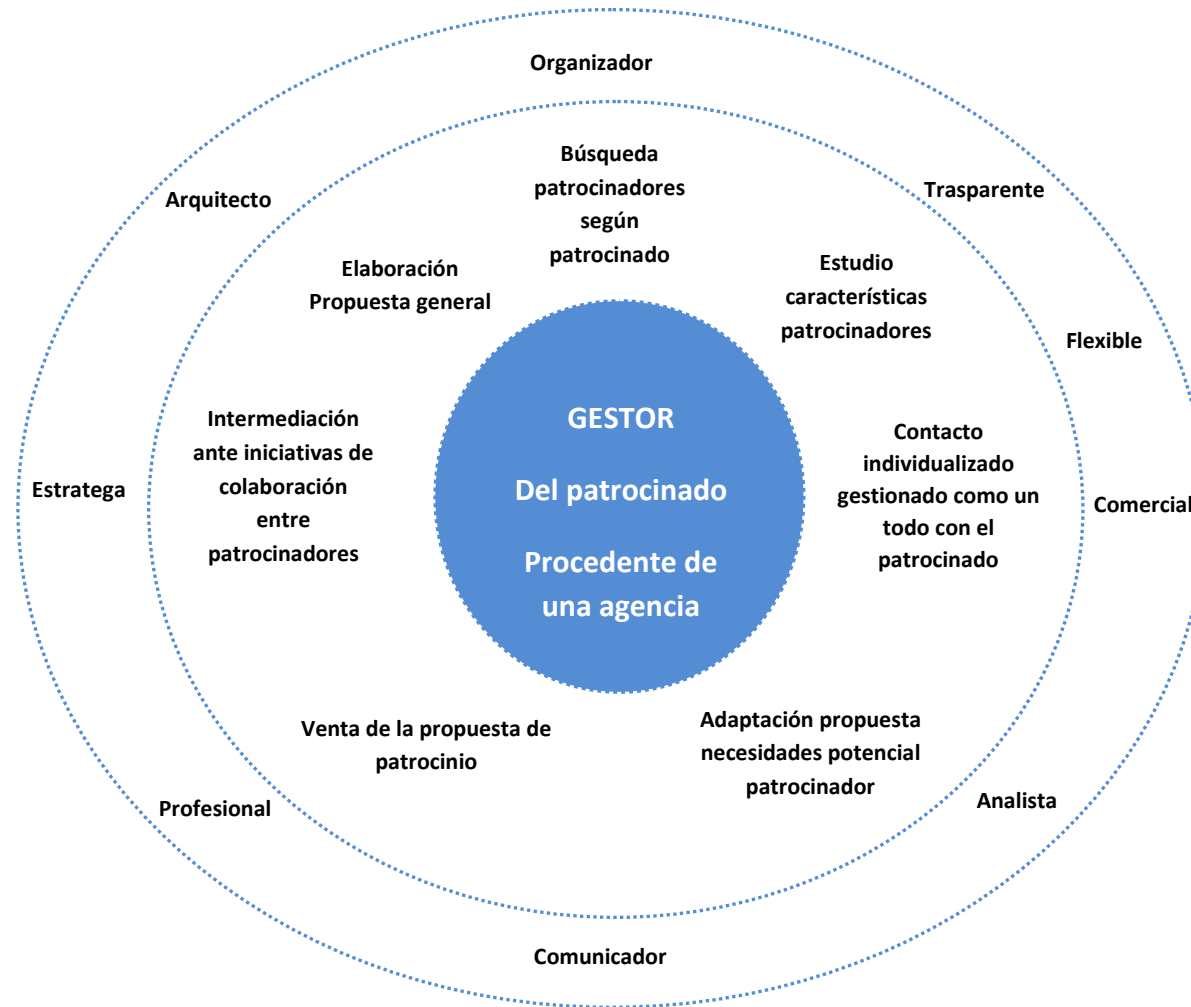 Organizador
Arquitecto
Trasparente
Búsqueda
patrocinadores
según
patrocinado
Elaboración
Propuesta general
Estudio
características
patrocinadores
Flexible
GESTOR
Del patrocinado
Procedente de
una agencia
Intermediación
ante iniciativas de
colaboración
entre
patrocinadores
Contacto
individualizado
gestionado como un
todo con el
patrocinado
Estratega
Comercial
Venta de la propuesta de
patrocinio
Adaptación propuesta
necesidades potencial
patrocinador
Profesional
Analista
Comunicador